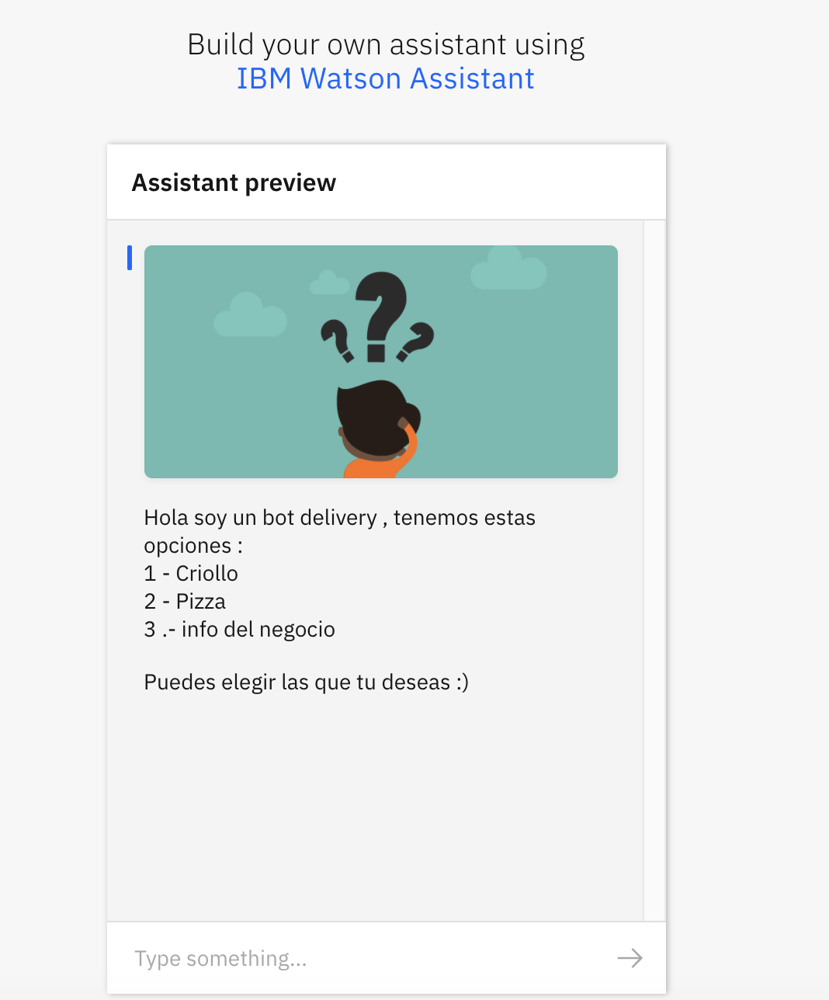 Build your own assistant using
IBM Watson Assistant
Assistant preview
???
Hola soy un bot delivery , tenemos estas
opciones :
1 - Criollo
2 - Pizza
3 .- info del negocio
Puedes elegir las que tu deseas :)
Type something...